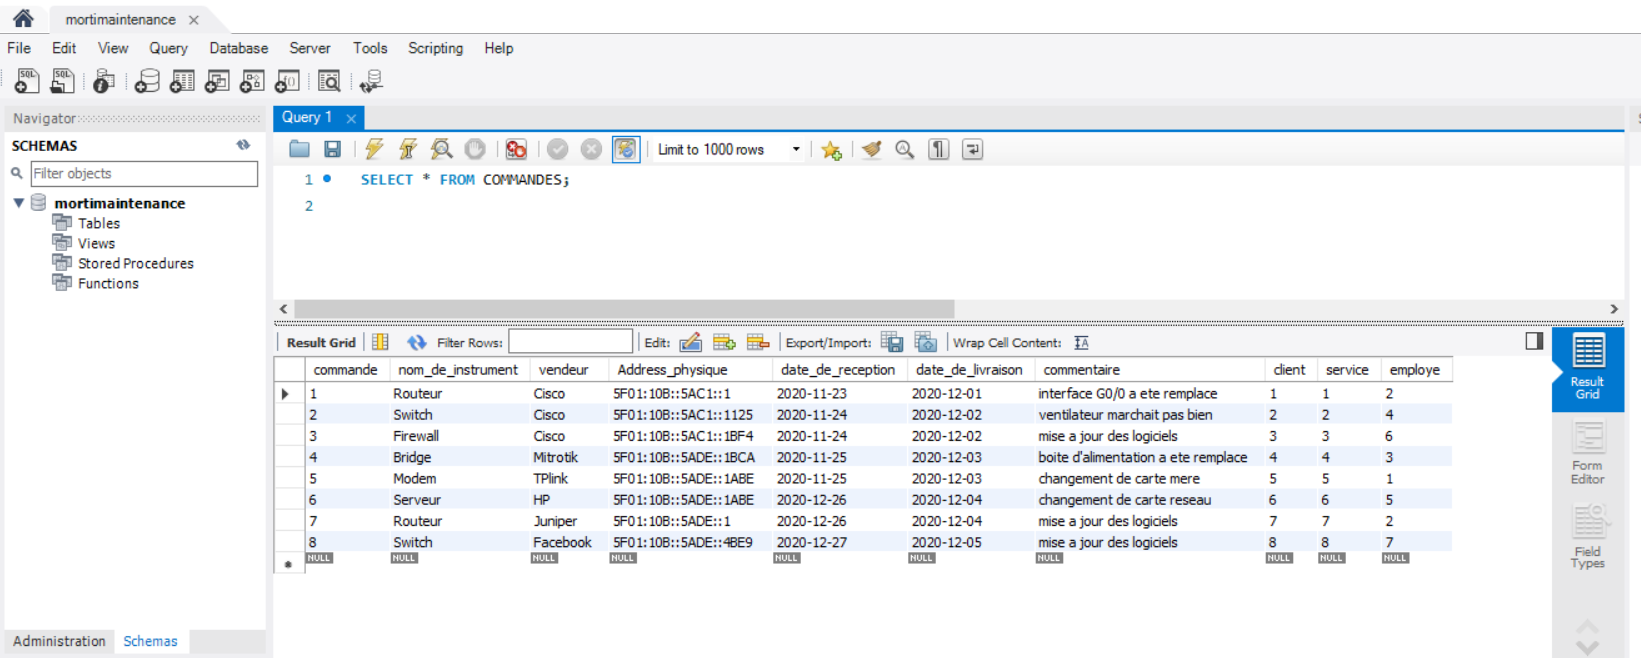 mortimaintenance
File Edit View Query Database Server Tools Scripting Help
Navigator
SCHEMAS
Filter objects
mortimaintenance
Tables
Views
Stored Procedures
Functions
Administration Schemas
Query 1
Limit to 1000 rows
1 SELECT * FROM COMMANDES;
2
Result Grid Filter Rows: Edit: Export/Import: Wrap Cell Content:
commande nom_de_instrument vendeur Address_physique date_de_reception date_de_livraison commentaire client service employe
1 Routeur Cisco 5F01:10B::5AC1::1 2020-11-23 2020-12-01 interface G0/0 a ete remplace 1 1 2
2 Switch Cisco 5F01:10B::5AC1::1125 2020-11-24 2020-12-02 ventilateur marchait pas bien 2 2 4
3 Firewall Cisco 5F01:10B::5AC1::1BF4 2020-11-24 2020-12-02 mise a jour des logiciels 3 3 6
4 Bridge Mitrotik 5F01:10B::5ADE::1BCA 2020-11-25 2020-12-03 boite d'alimentation a ete remplace 4 4 3
5 Modem TPlink 5F01:10B::5ADE::1ABE 2020-11-25 2020-12-03 changement de carte mere 5 5 1
6 Serveur HP 5F01:10B::5ADE::1ABE 2020-12-26 2020-12-04 changement de carte reseau 6 6 5
7 Routeur Juniper 5F01:10B::5ADE::1 2020-12-26 2020-12-04 mise a jour des logiciels 7 7 2
8 Switch Facebook 5F01:10B::5ADE::4BE9 2020-12-27 2020-12-05 mise a jour des logiciels 8 8 7
NULL NULL NULL NULL NULL NULL NULL NULL NULL NULL
Result
Grid
Form
Editor
Field
Types